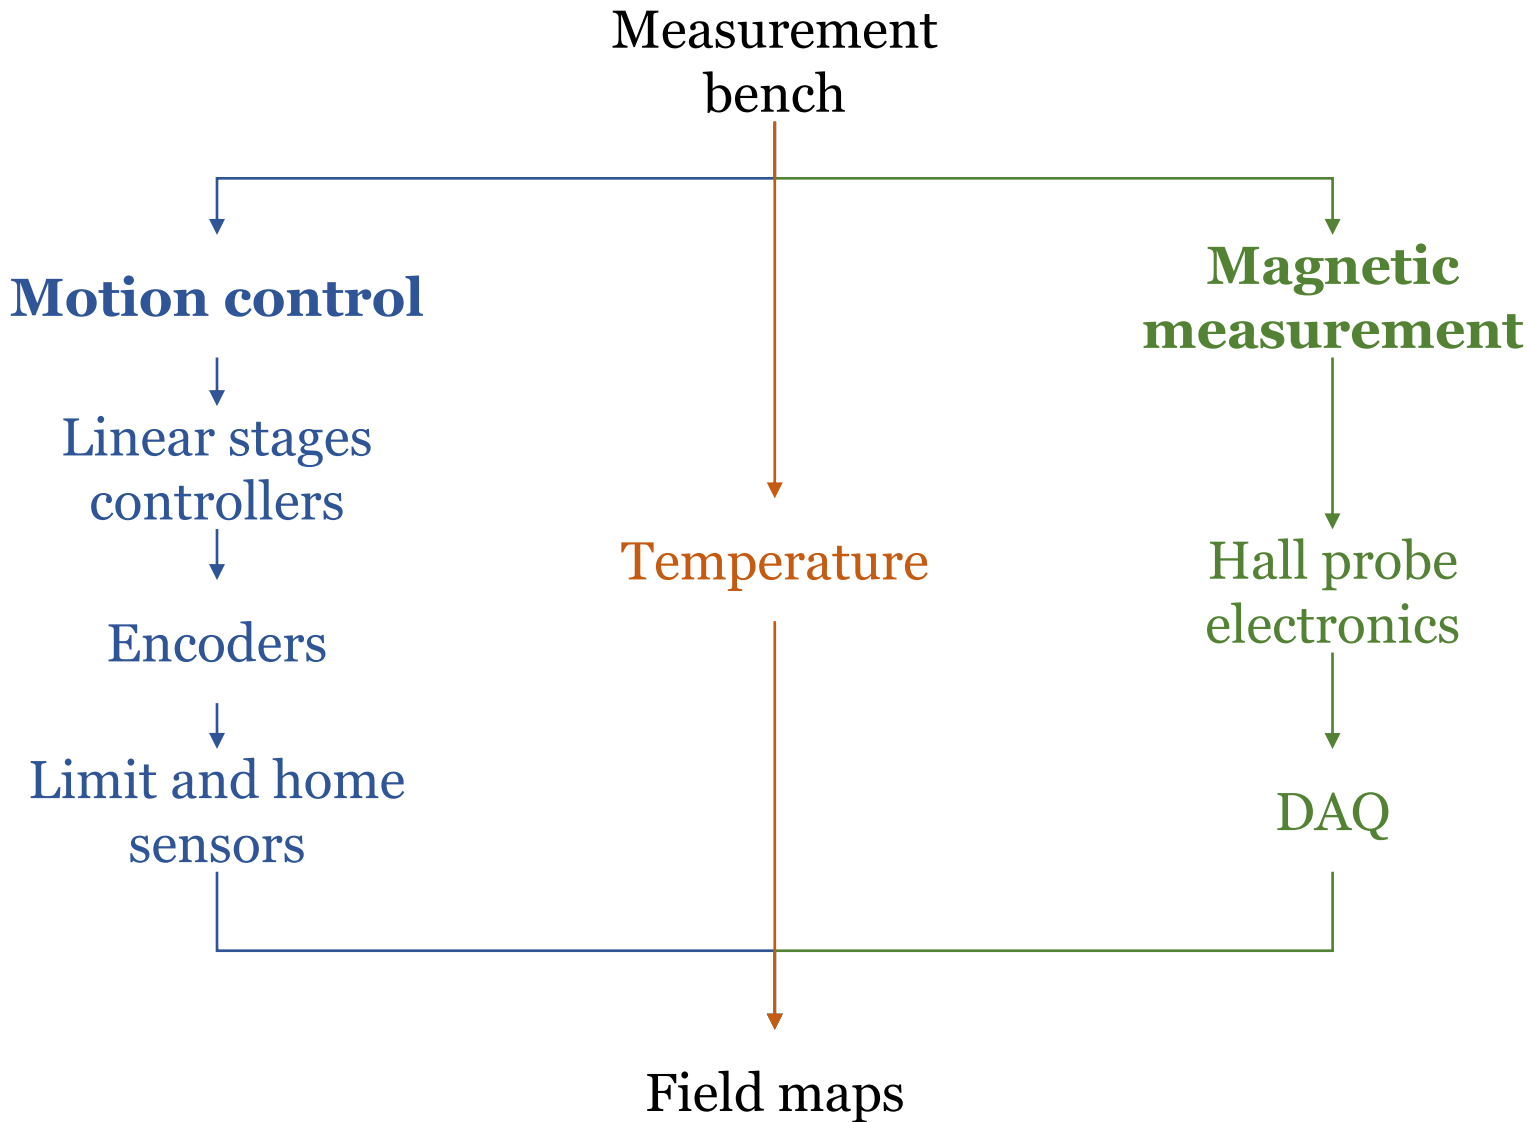 Measurement
bench
Motion control
Linear stages
controllers
Encoders
Limit and home
sensors
Temperature
Magnetic
measurement
Hall probe
electronics
DAQ
Field maps